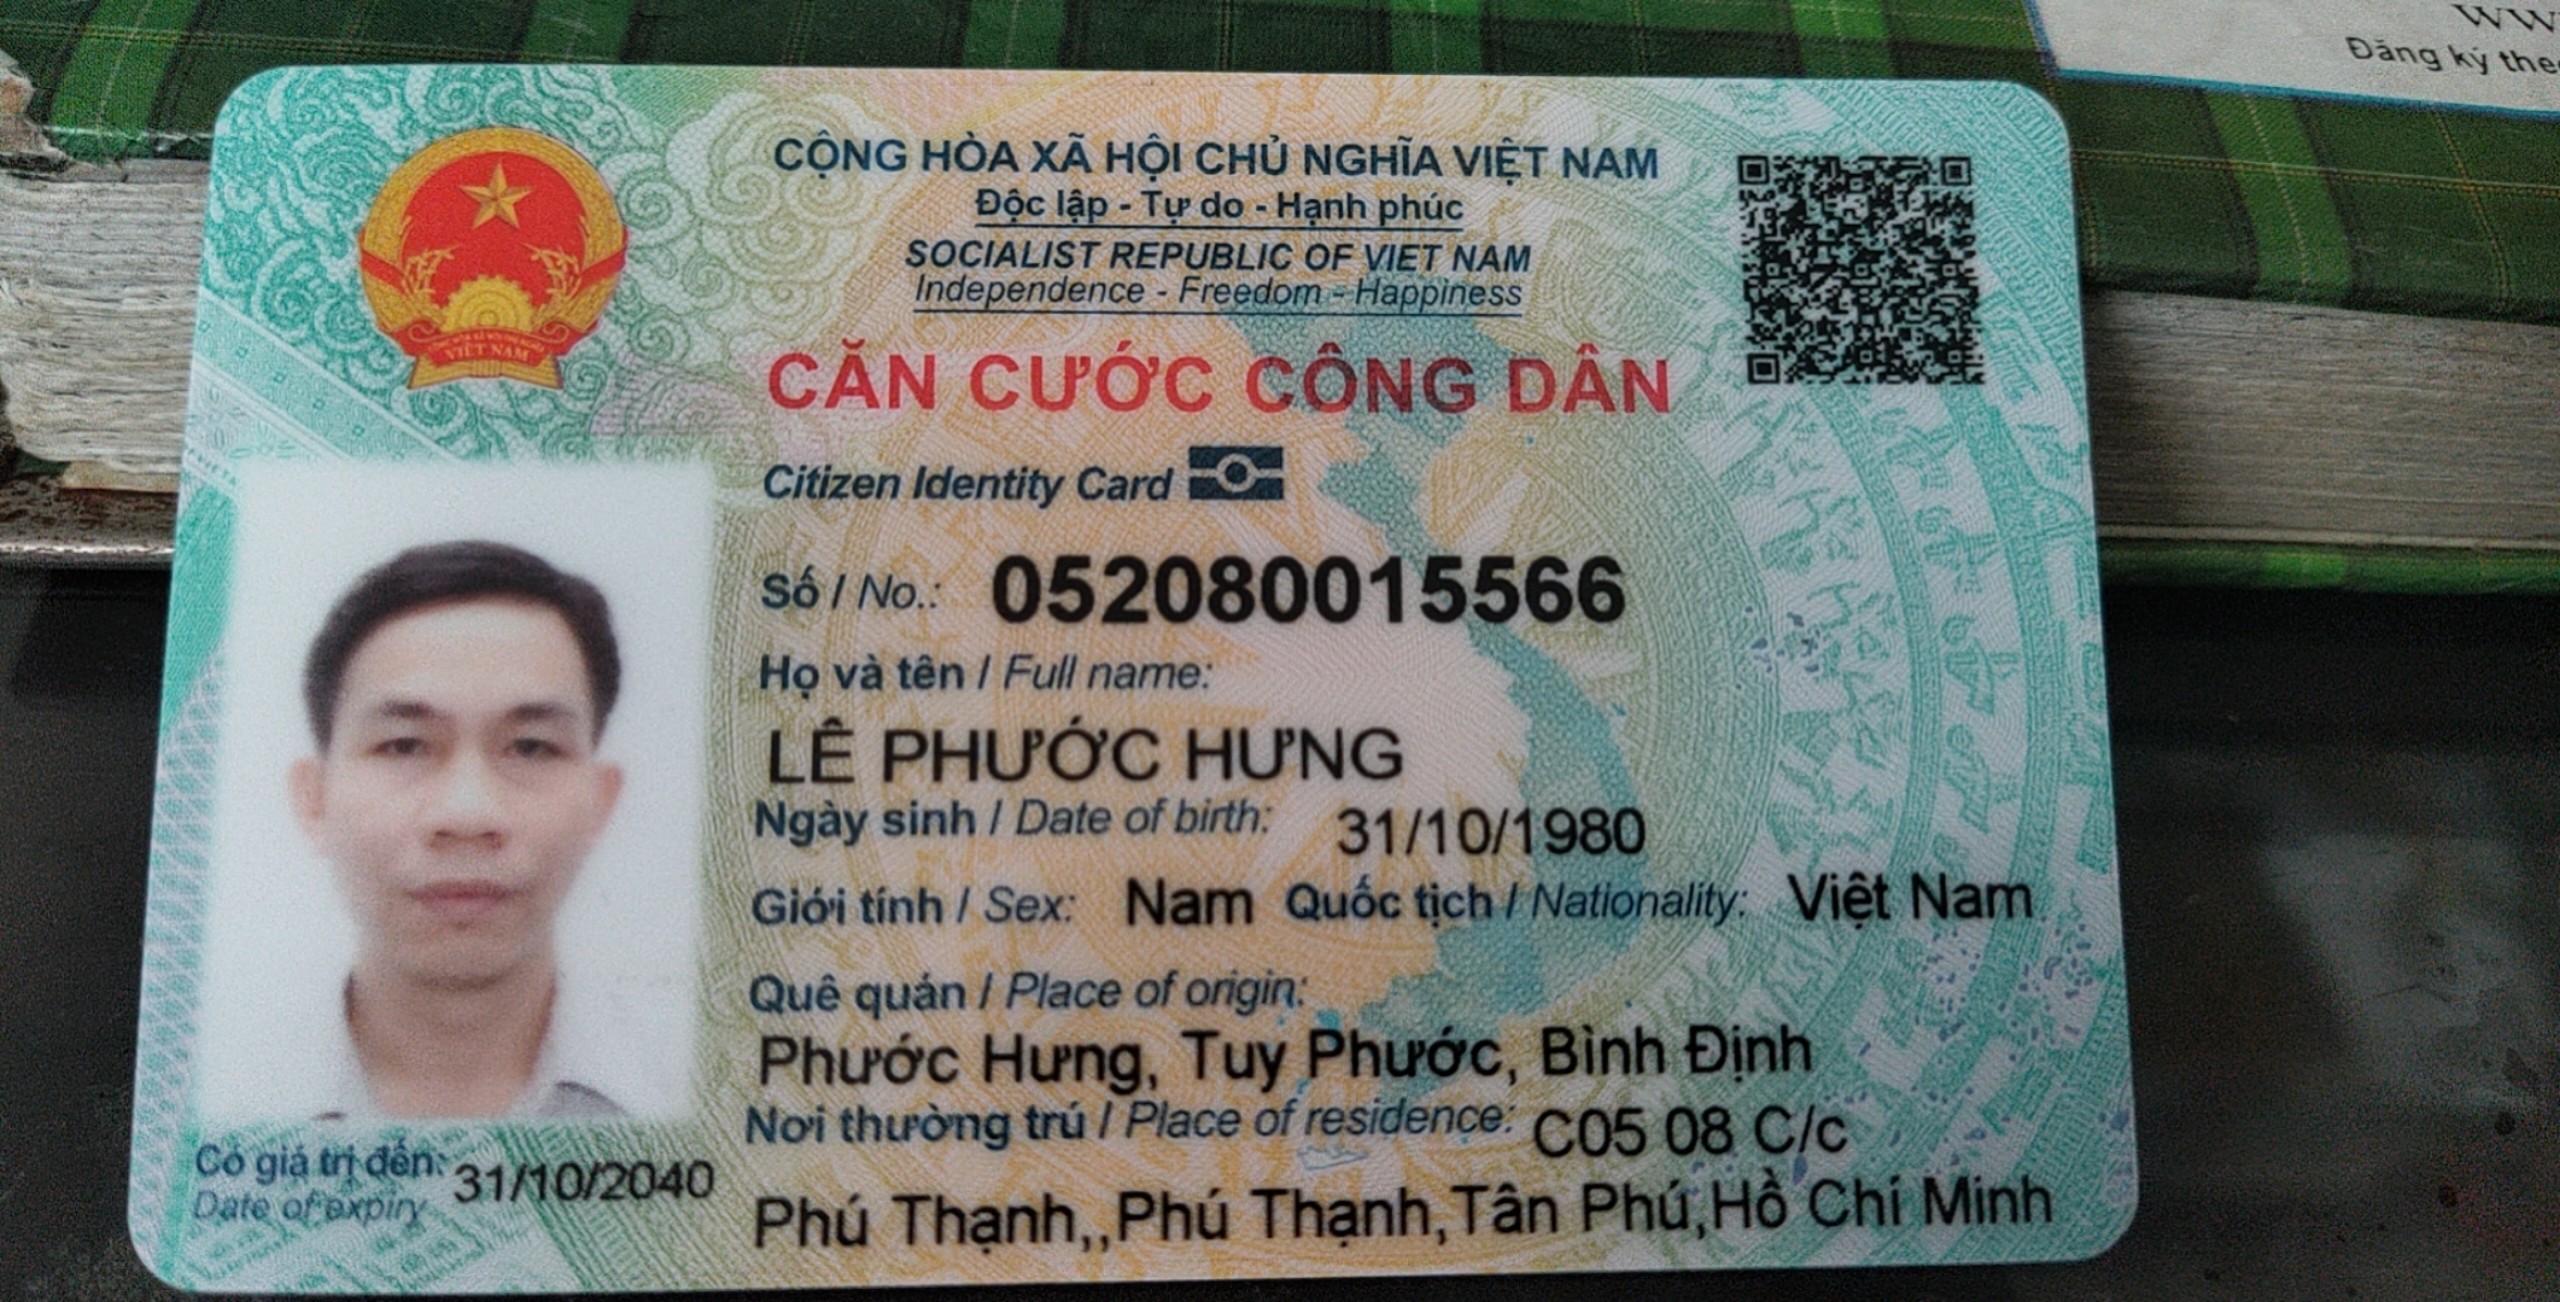 WWW
Đăng ký theo
CỘNG HÒA XÃ HỘI CHỦ NGHĨA VIỆT NAM
Độc lập - Tự do - Hạnh phúc
SOCIALIST REPUBLIC OF VIET NAM
Independence - Freedom - Happiness
VIỆT NAM
CĂN CƯỚC CÔNG DÂN
Citizen Identity Card
Số / No.: 052080015566
Họ và tên / Full name:
LÊ PHƯỚC HƯNG
Ngày sinh / Date of birth: 31/10/1980
Giới tính / Sex: Nam Quốc tịch / Nationality: Việt Nam
Quê quán / Place of origin:
Phước Hưng, Tuy Phước, Bình Định
Nơi thường trú / Place of residence: C05 08 C/c
Phú Thạnh,,Phú Thạnh,Tân Phú,Hồ Chí Minh
Có giá trị đến: 31/10/2040
Date of expiry